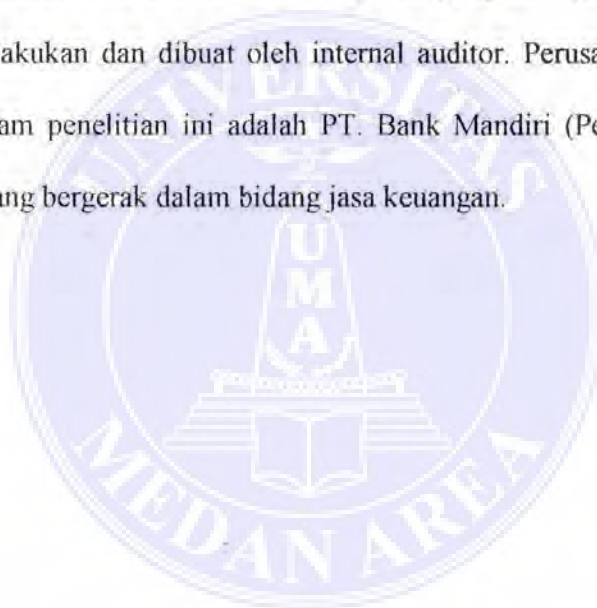 akukan dan dibuat oleh internal auditor. Perusa
am penelitian ini adalah PT. Bank Mandiri (Pe
ang bergerak dalam bidang jasa keuangan.
UNIVERSITAS
UMA
MEDAN AREA